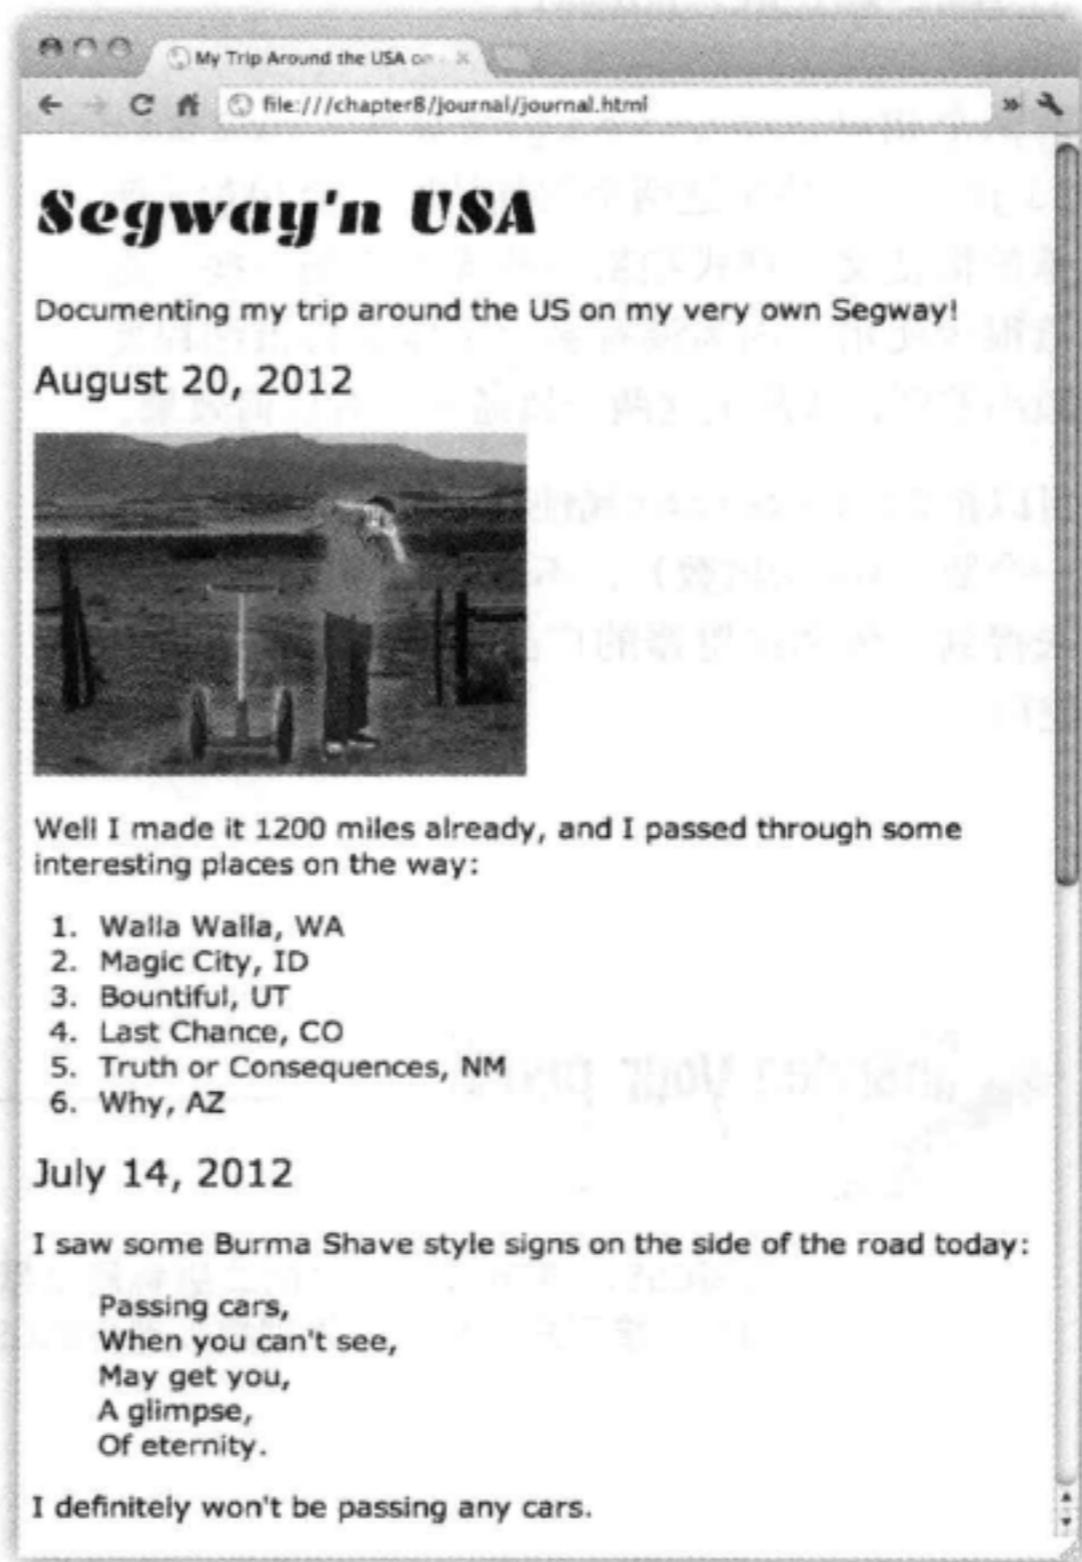 My Trip Around the USA on
file:///chapter8/journal/journal.html
Segway'n USA
Documenting my trip around the US on my very own Segway!
August 20, 2012
Well I made it 1200 miles already, and I passed through some
interesting places on the way:
1. Walla Walla, WA
2. Magic City, ID
3. Bountiful, UT
4. Last Chance, CO
5. Truth or Consequences, NM
6. Why, AZ
July 14, 2012
I saw some Burma Shave style signs on the side of the road today:
Passing cars,
When you can't see,
May get you,
A glimpse,
Of eternity.
I definitely won't be passing any cars.